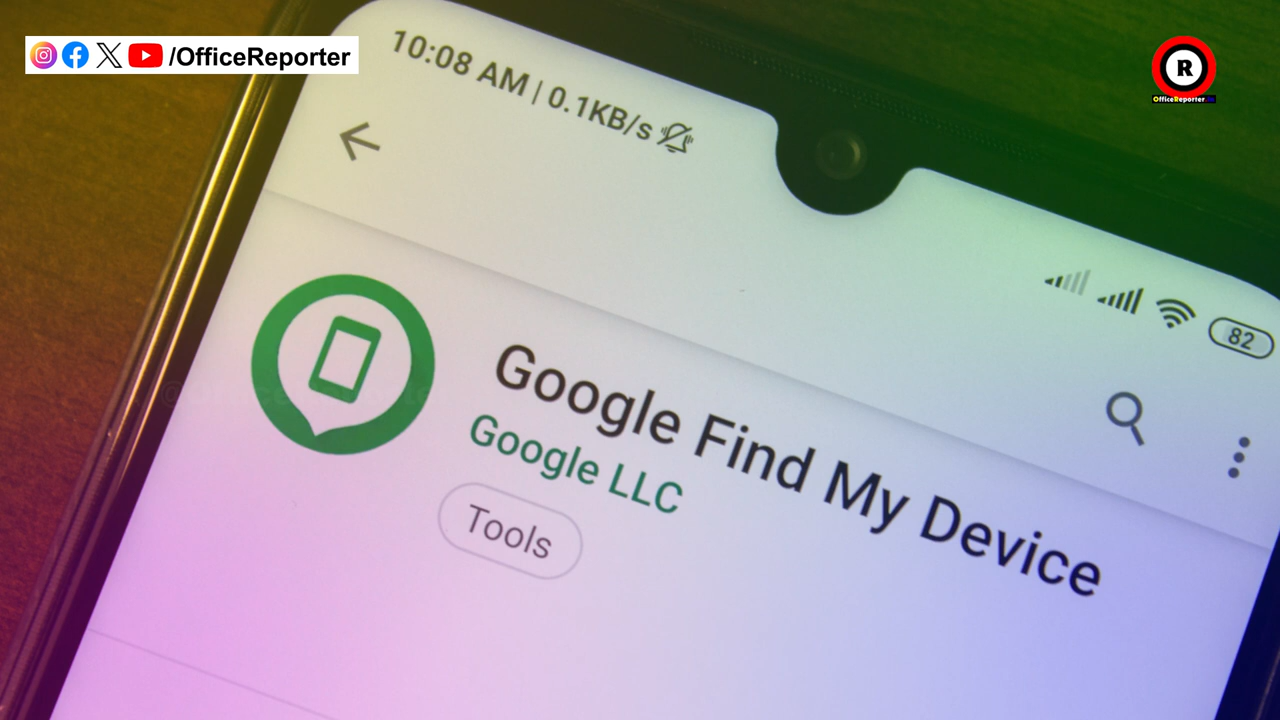 /OfficeReporter
R
OfficeReporter
10:08 AM | 0.1KB/s
82
Google Find My Device
Google LLC
Tools